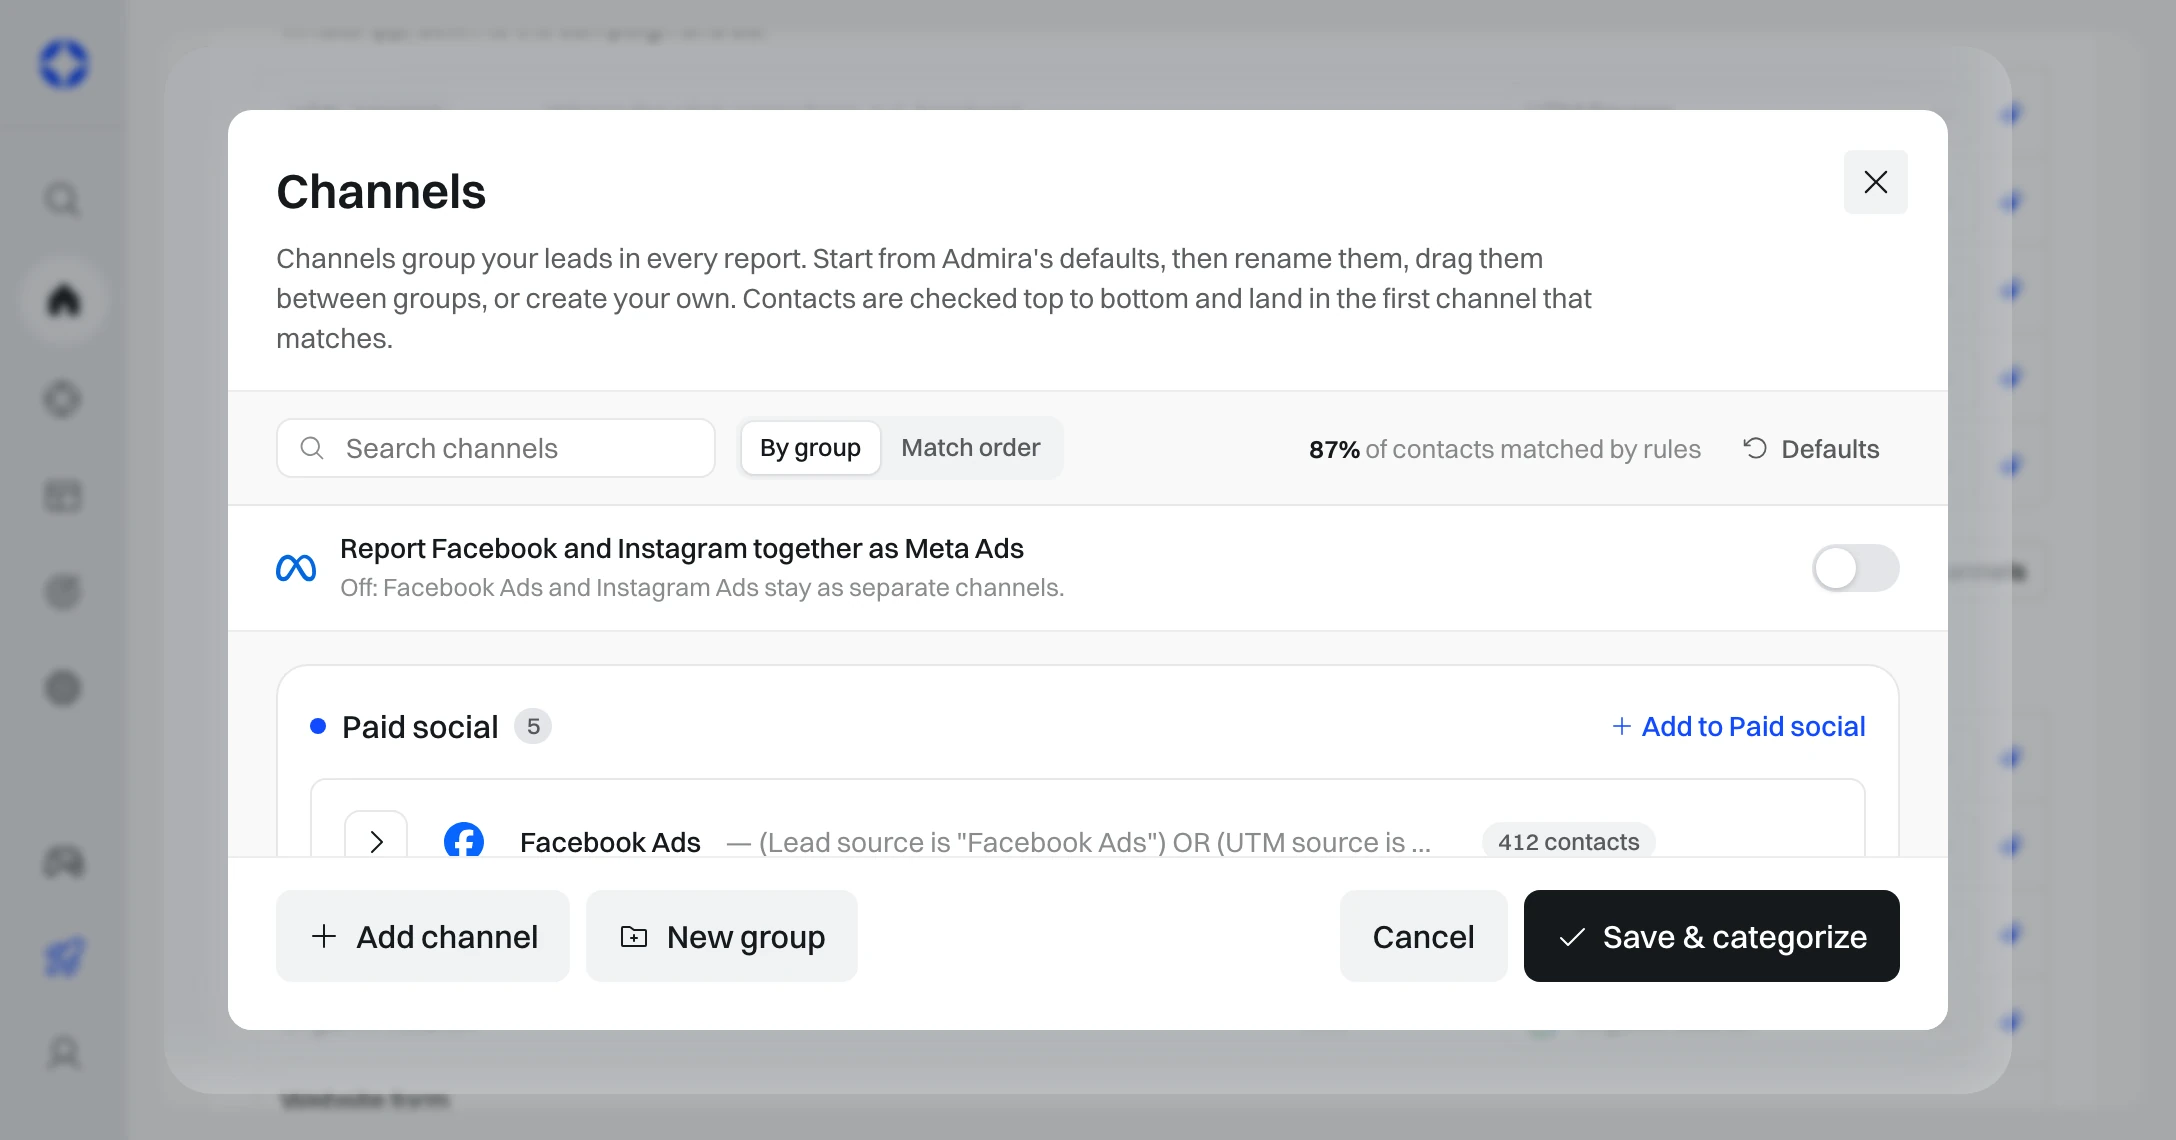 Channels
Channels group your leads in every report. Start from Admira's defaults, then rename them, drag them
between groups, or create your own. Contacts are checked top to bottom and land in the first channel that
matches.
Search channels
By group
Match order
87% of contacts matched by rules
Defaults
Report Facebook and Instagram together as Meta Ads
Off: Facebook Ads and Instagram Ads stay as separate channels.
Paid social 5
+ Add to Paid social
Facebook Ads — (Lead source is "Facebook Ads") OR (UTM source is ... 412 contacts
Add channel
New group
Cancel
Save & categorize
Website form